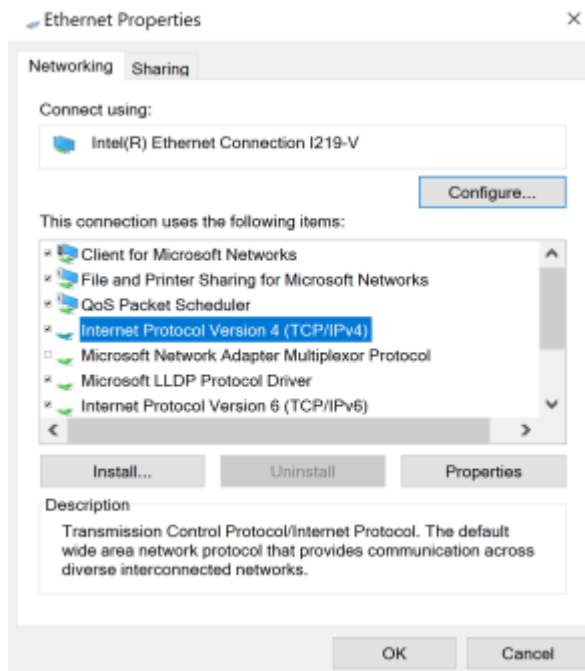 Ethernet Properties
Networking Sharing
Connect using:
Intel(R) Ethernet Connection I219-V
Configure...
This connection uses the following items:
Client for Microsoft Networks
File and Printer Sharing for Microsoft Networks
QoS Packet Scheduler
Internet Protocol Version 4 (TCP/IPv4)
Microsoft Network Adapter Multiplexor Protocol
Microsoft LLDP Protocol Driver
Internet Protocol Version 6 (TCP/IPv6)
Install... Uninstall Properties
Description
Transmission Control Protocol/Internet Protocol. The default
wide area network protocol that provides communication across
diverse interconnected networks.
OK Cancel